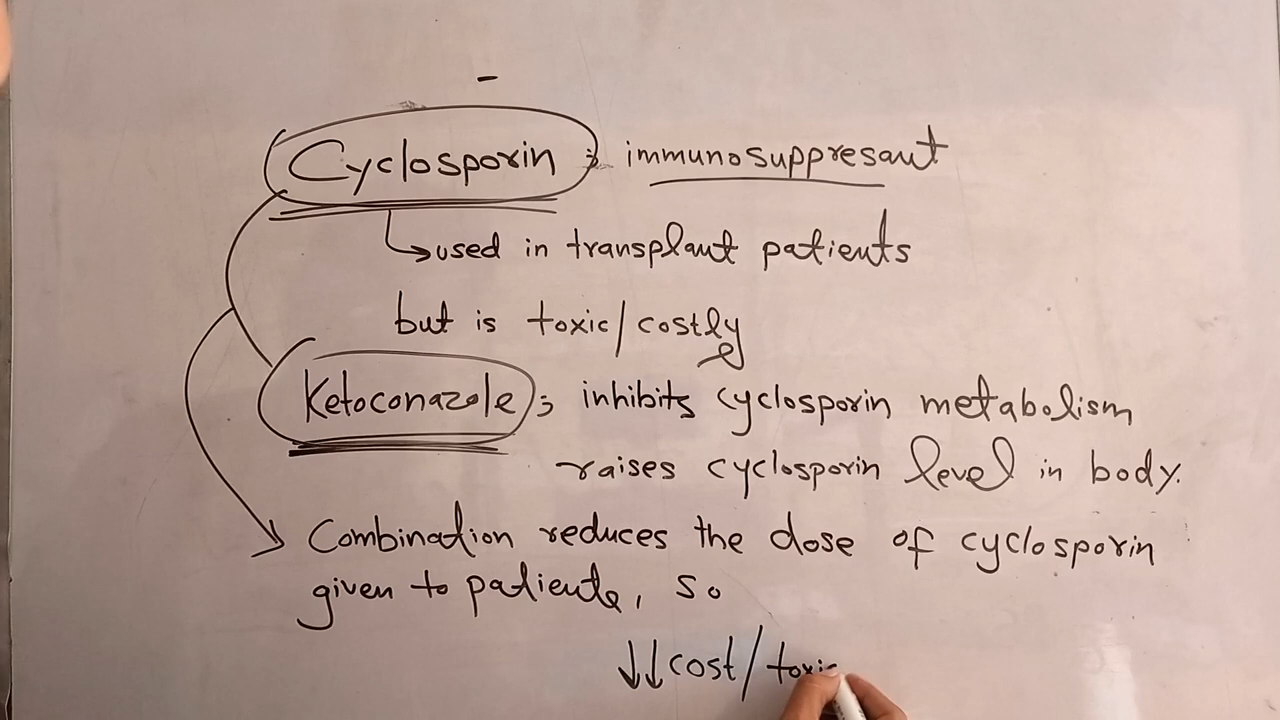 Cyclosporin : immunosuppresant
→ used in transplant patients
but is toxic/costly
Ketoconazole : inhibits cyclosporin metabolism
raises cyclosporin level in body.
Combination reduces the dose of cyclosporin
given to patients, so
↓↓ cost/toxic